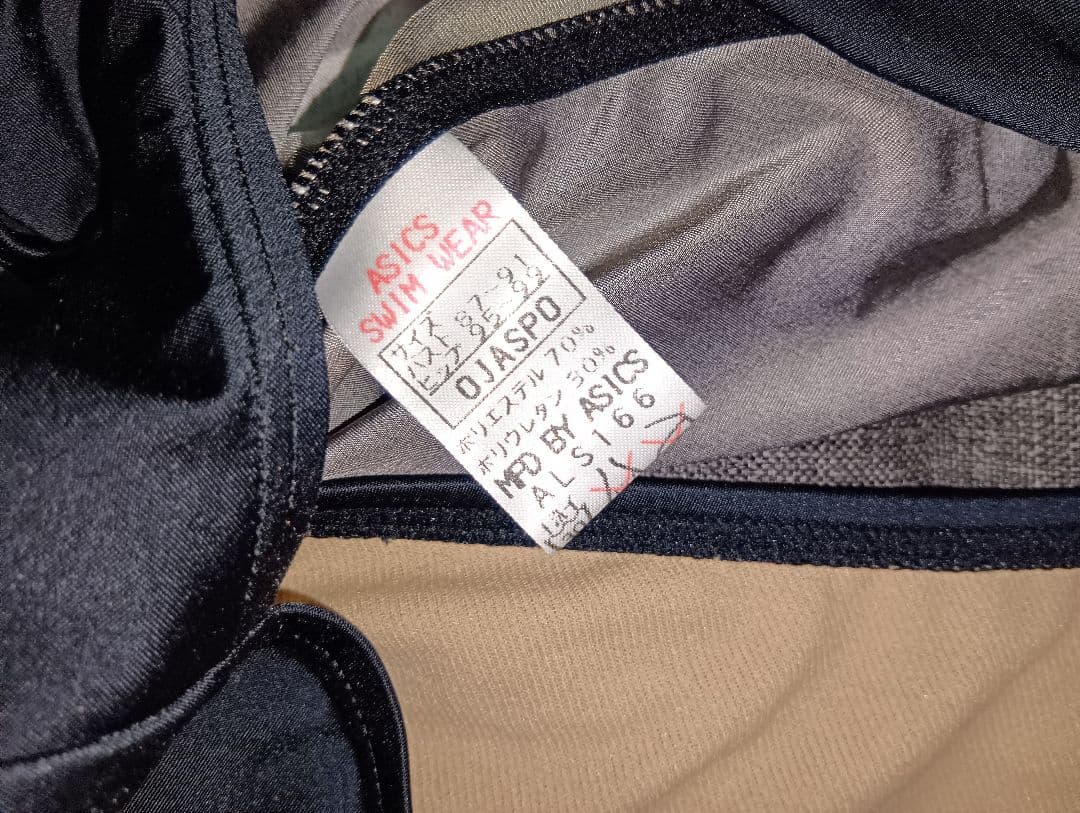 ASICS
SWIM WEAR
サイズ
バスト 87-91
ヒップ 95-99
OJASPO
ポリエステル 70%
ポリウレタン 30%
MFD BY ASICS
ALS166